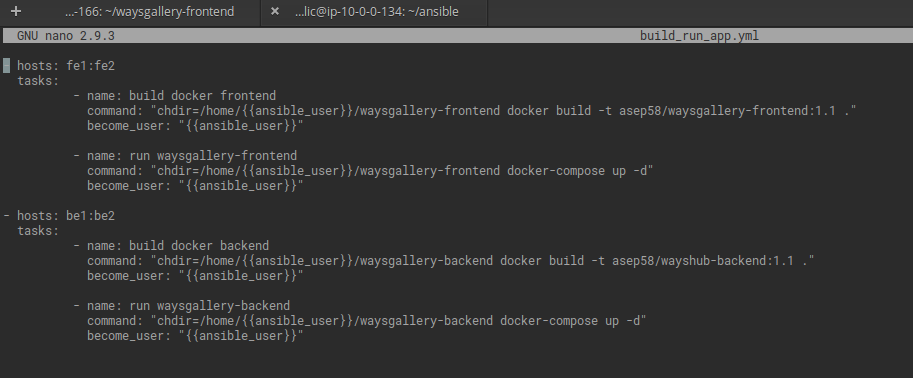 + ...-166: ~/waysgallery-frontend × ...lic@ip-10-0-0-134: ~/ansible
GNU nano 2.9.3 build_run_app.yml
- hosts: fe1:fe2
  tasks:
          - name: build docker frontend
            command: "chdir=/home/{{ansible_user}}/waysgallery-frontend docker build -t asep58/waysgallery-frontend:1.1 ."
            become_user: "{{ansible_user}}"
          - name: run waysgallery-frontend
            command: "chdir=/home/{{ansible_user}}/waysgallery-frontend docker-compose up -d"
            become_user: "{{ansible_user}}"
- hosts: be1:be2
  tasks:
          - name: build docker backend
            command: "chdir=/home/{{ansible_user}}/waysgallery-backend docker build -t asep58/wayshub-backend:1.1 ."
            become_user: "{{ansible_user}}"
          - name: run waysgallery-backend
            command: "chdir=/home/{{ansible_user}}/waysgallery-backend docker-compose up -d"
            become_user: "{{ansible_user}}"